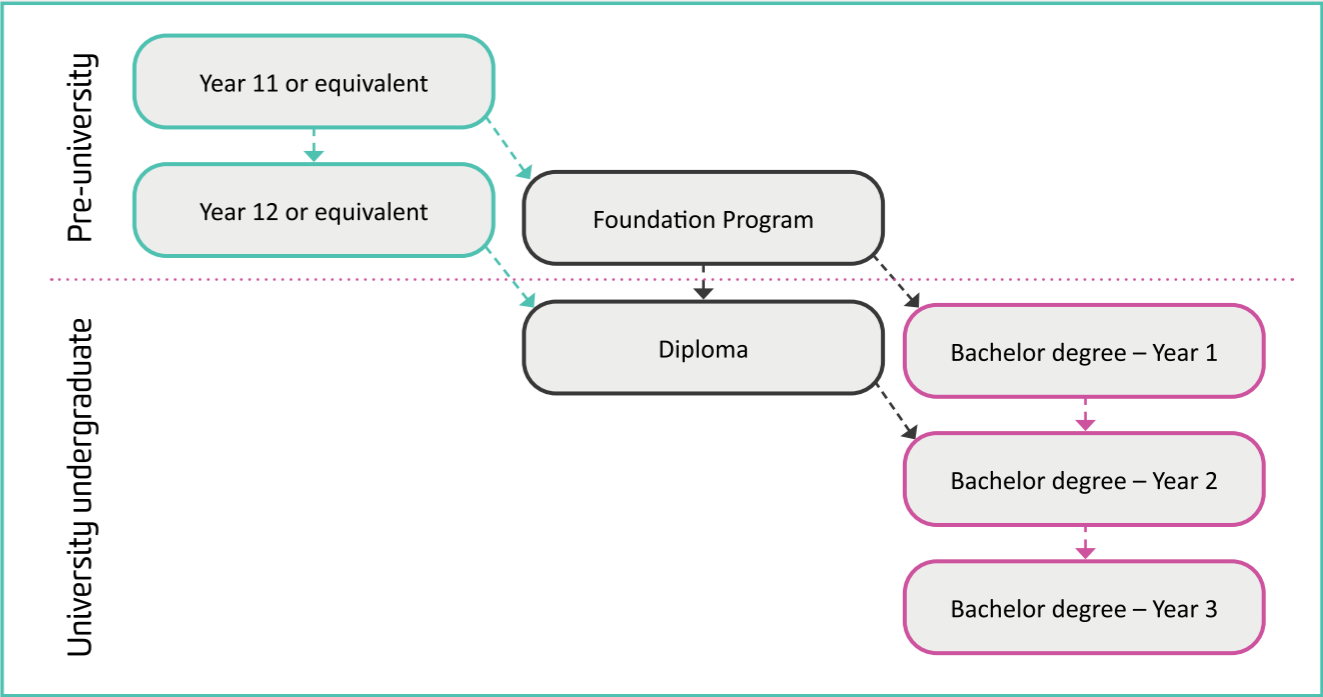 Pre-university
Year 11 or equivalent
Year 12 or equivalent
Foundation Program
University undergraduate
Diploma
Bachelor degree – Year 1
Bachelor degree – Year 2
Bachelor degree – Year 3